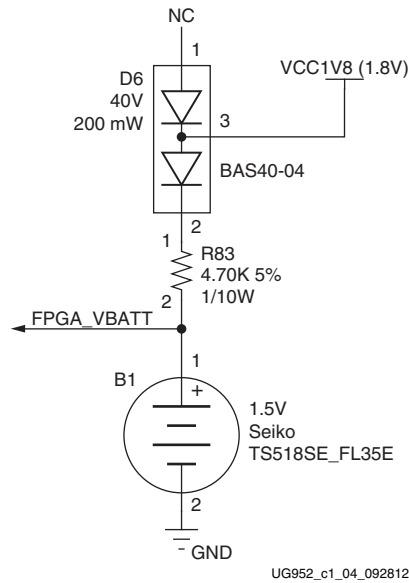 NC
1
VCC1V8 (1.8V)
D6
40V
200 mW
3
BAS40-04
2
1
R83
4.70K 5%
1/10W
2
FPGA_VBATT
1
B1
+
1.5V
Seiko
TS518SE_FL35E
2
GND
UG952_c1_04_092812